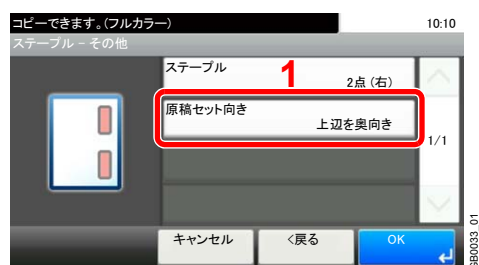 コピーできます。(フルカラー)
10:10
ステープル - その他
ステープル
1
2点 (右)
原稿セット向き
上辺を奥向き
1/1
キャンセル
<戻る
OK
GB0033_01